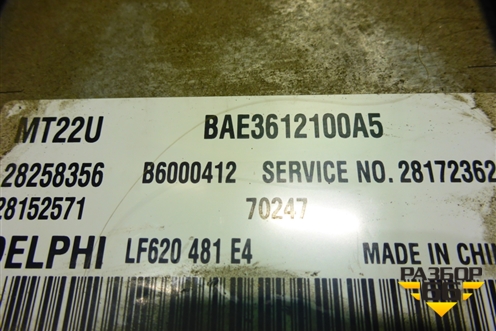 MT22U BAE3612100A5
28258356 B6000412 SERVICE NO. 28172362
28152571 70247
DELPHI LF620 481 E4 MADE IN CHI
РАЗБОР